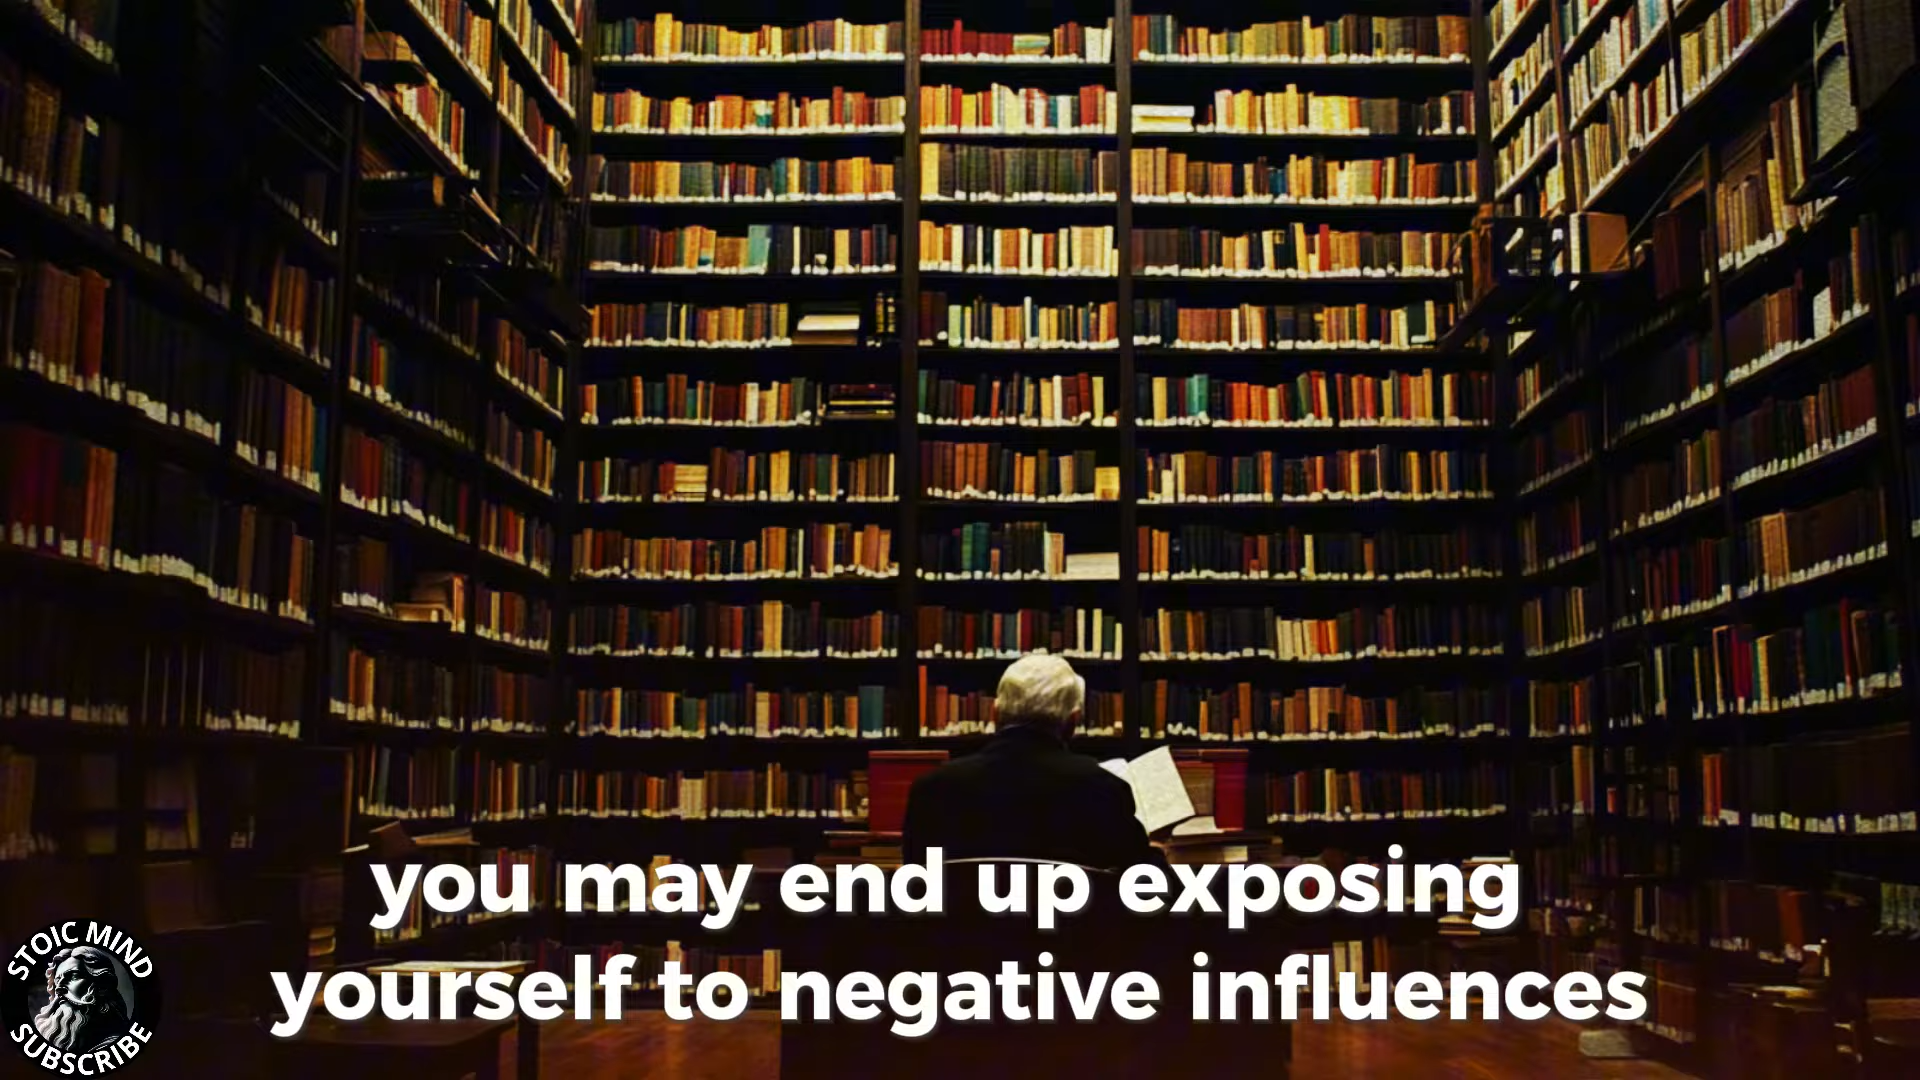 you may end up exposing
yourself to negative influences
STOIC MIND
SUBSCRIBE